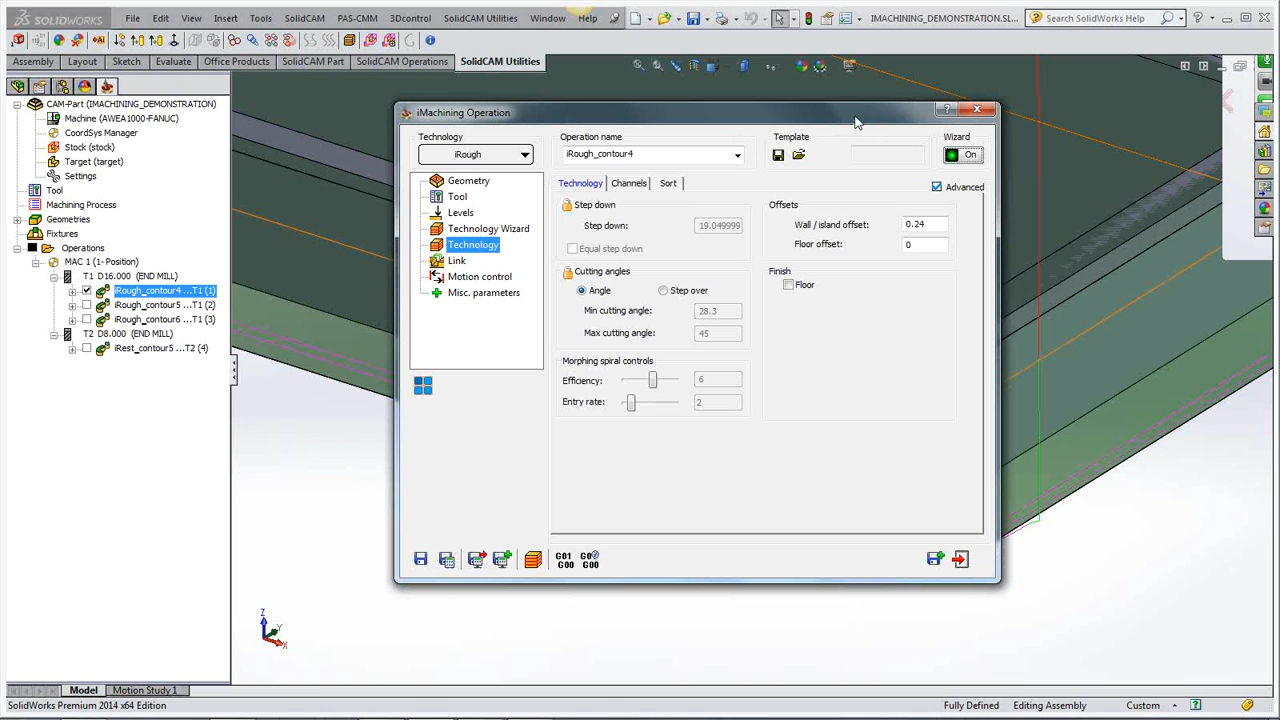 SOLIDWORKS
File Edit View Insert Tools SolidCAM PAS-CMM 3Dcontrol SolidCAM Utilities Window Help
IMACHINING_DEMONSTRATION.SL...
Search SolidWorks Help
Assembly Layout Sketch Evaluate Office Products SolidCAM Part SolidCAM Operations SolidCAM Utilities
CAM-Part (IMACHINING_DEMONSTRATION)
Machine (AWEA1000-FANUC)
CoordSys Manager
Stock (stock)
Target (target)
Settings
Tool
Machining Process
Geometries
Fixtures
Operations
MAC 1 (1- Position)
T1 D16.000 (END MILL)
iRough_contour4 ...T1 (1)
iRough_contour5 ...T1 (2)
iRough_contour6 ...T1 (3)
T2 D8.000 (END MILL)
iRest_contour5 ...T2 (4)
iMachining Operation
Technology
iRough
Operation name
iRough_contour4
Template
Wizard
On
Geometry
Tool
Levels
Technology Wizard
Technology
Link
Motion control
Misc. parameters
Technology Channels Sort
Advanced
Step down
Step down: 19.049999
Equal step down
Offsets
Wall / island offset: 0.24
Floor offset: 0
Cutting angles
Angle Step over
Min cutting angle: 28.3
Max cutting angle: 45
Finish
Floor
Morphing spiral controls
Efficiency: 6
Entry rate: 2
G01 G00
G00
Z
Y
X
Model Motion Study 1
SolidWorks Premium 2014 x64 Edition
Fully Defined Editing Assembly Custom